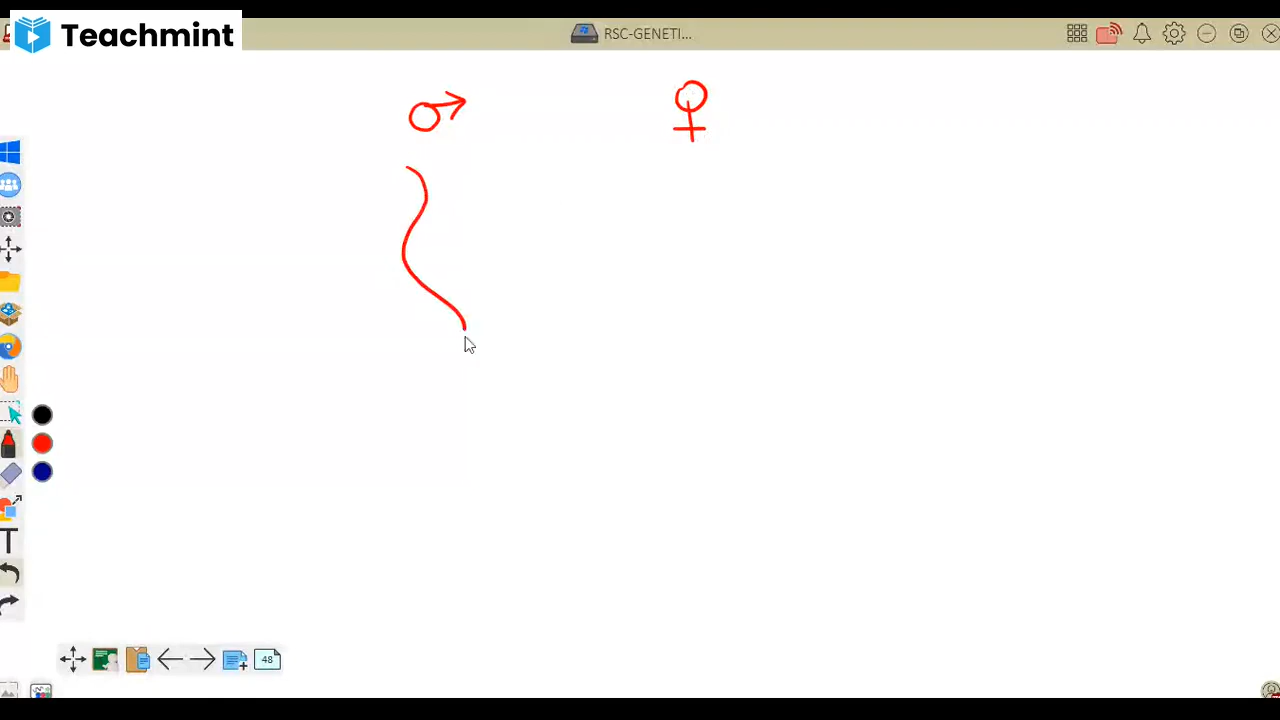 Teachmint
RSC-GENETI...
♂ ♀
T
48